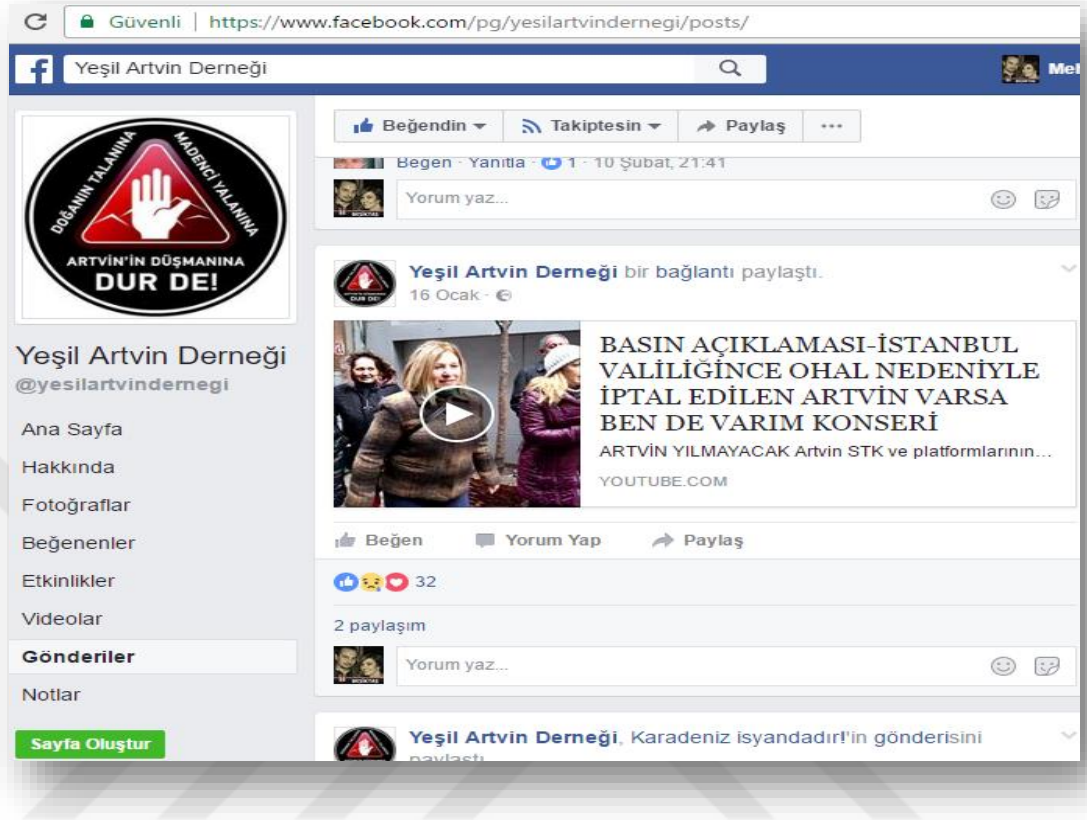 Güvenli | https://www.facebook.com/pg/yesilartvindernegi/posts/
Yeşil Artvin Derneği
DOĞANIN TALANINA
MADENCİ YALANINA
ARTVİN'İN DÜŞMANINA
DUR DE!
Yeşil Artvin Derneği
@yesilartvindernegi
Ana Sayfa
Hakkında
Fotoğraflar
Beğenenler
Etkinlikler
Videolar
Gönderiler
Notlar
Sayfa Oluştur
Beğendin
Takiptesin
Paylaş
Beğen · Yanıtla · 1 · 10 Şubat, 21:41
Yorum yaz...
Yeşil Artvin Derneği bir bağlantı paylaştı.
16 Ocak ·
BASIN AÇIKLAMASI-İSTANBUL
VALİLİĞİNCE OHAL NEDENİYLE
İPTAL EDİLEN ARTVİN VARSA
BEN DE VARIM KONSERİ
ARTVİN YILMAYACAK Artvin STK ve platformlarının...
YOUTUBE.COM
Beğen
Yorum Yap
Paylaş
32
2 paylaşım
Yorum yaz...
Yeşil Artvin Derneği, Karadeniz isyandadır!'in gönderisini
paylaştı